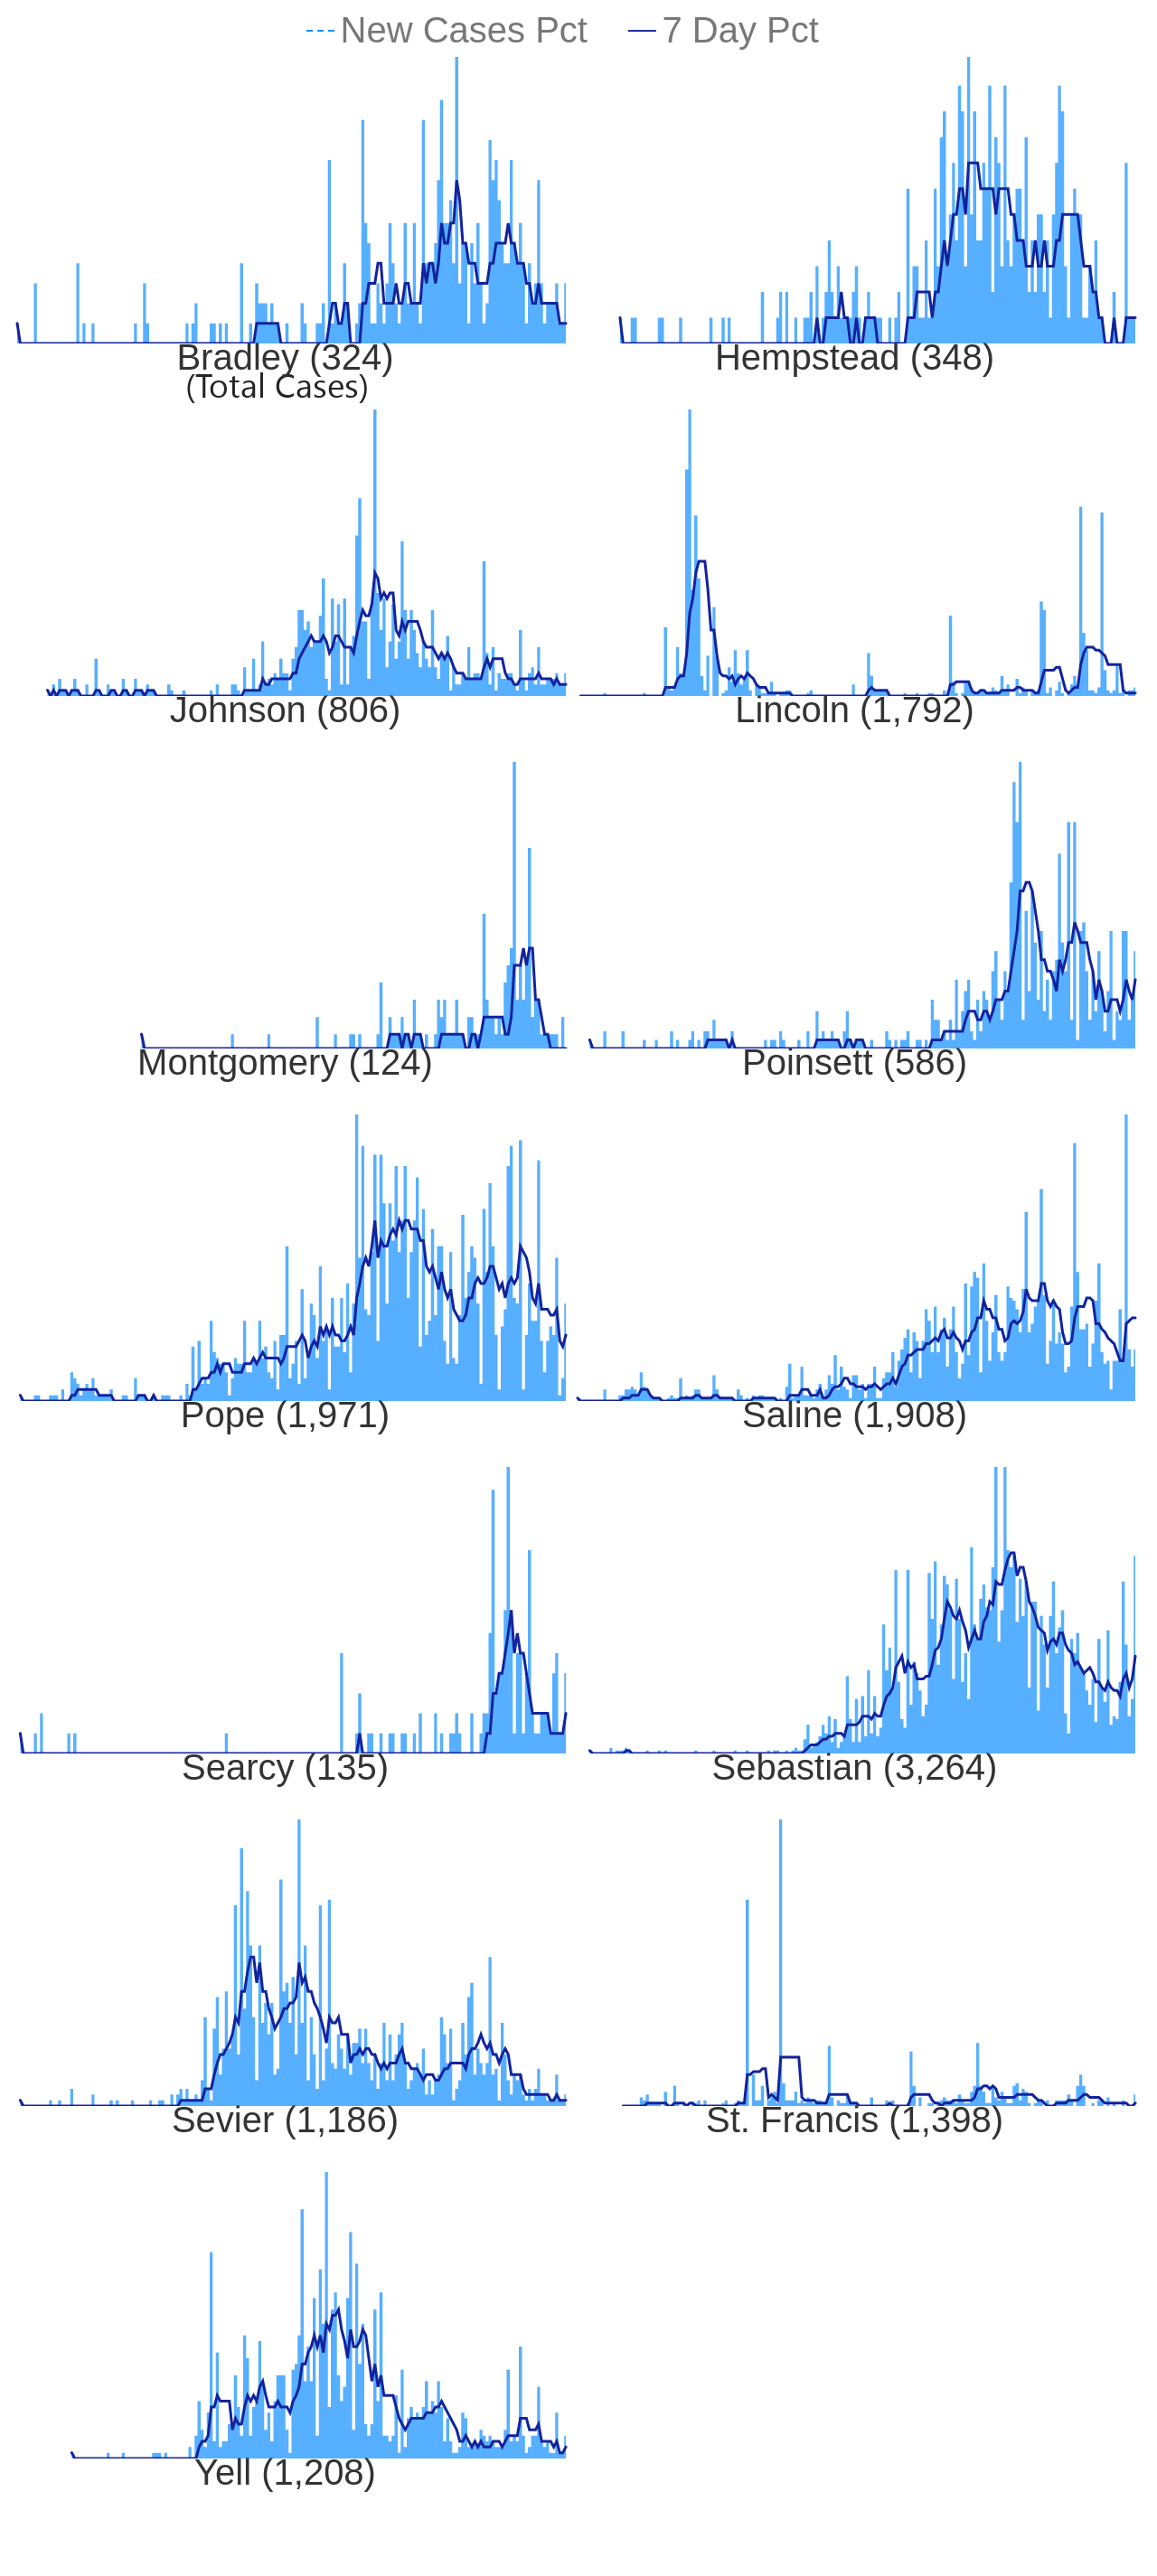 New Cases Pct 7 Day Pct
Bradley (324) Hempstead (348)
(Total Cases)
Johnson (806) Lincoln (1,792)
Montgomery (124) Poinsett (586)
Pope (1,971) Saline (1,908)
Searcy (135) Sebastian (3,264)
Sevier (1,186) St. Francis (1,398)
Yell (1,208)